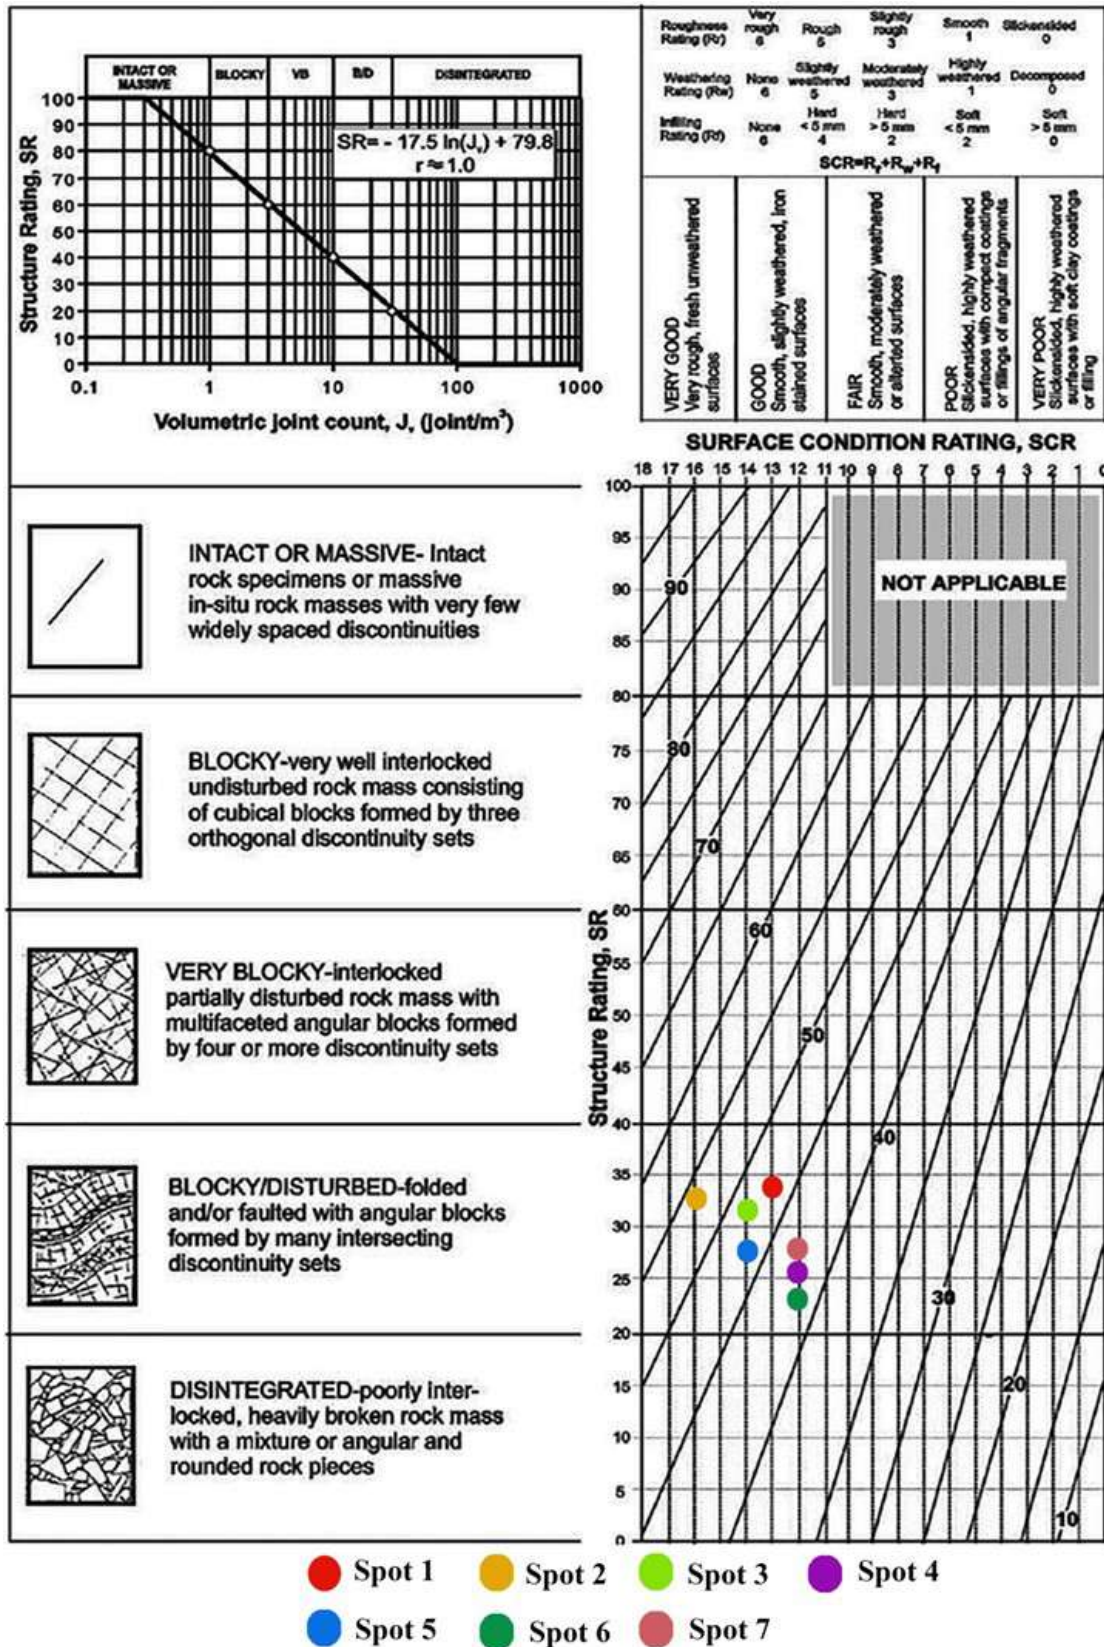 INTACT OR MASSIVE
BLOCKY
VB
B/D
DISINTEGRATED
100
90
80
70
60
50
40
30
20
10
0
Structure Rating, SR
SR= - 17.5 ln(Jv) + 79.8
r ≈ 1.0
0.1 1 10 100 1000
Volumetric joint count, Jv (joint/m³)
Roughness Rating (Rr) Very rough 6 Rough 5 Slightly rough 3 Smooth 1 Slickensided 0
Weathering Rating (Rw) None 6 Slightly weathered 5 Moderately weathered 3 Highly weathered 1 Decomposed 0
Infilling Rating (Rf) None 6 Hard < 5 mm 4 Hard > 5 mm 2 Soft < 5 mm 2 Soft > 5 mm 0
SCR=Rr+Rw+Rf
VERY GOOD
Very rough, fresh unweathered
surfaces
GOOD
Smooth, slightly weathered, iron
stained surfaces
FAIR
Smooth, moderately weathered
or alterted surfaces
POOR
Slickensided, highly weathered
surfaces with compact coatings
or fillings of angular fragments
VERY POOR
Slickensided, highly weathered
surfaces with soft clay coatings
or filling
SURFACE CONDITION RATING, SCR
18 17 16 15 14 13 12 11 10 9 8 7 6 5 4 3 2 1 0
INTACT OR MASSIVE- Intact
rock specimens or massive
in-situ rock masses with very few
widely spaced discontinuities
BLOCKY-very well interlocked
undisturbed rock mass consisting
of cubical blocks formed by three
orthogonal discontinuity sets
VERY BLOCKY-interlocked
partially disturbed rock mass with
multifaceted angular blocks formed
by four or more discontinuity sets
BLOCKY/DISTURBED-folded
and/or faulted with angular blocks
formed by many intersecting
discontinuity sets
DISINTEGRATED-poorly inter-
locked, heavily broken rock mass
with a mixture or angular and
rounded rock pieces
Structure Rating, SR
100
95
90
85
80
75
70
65
60
55
50
45
40
35
30
25
20
15
10
5
0
NOT APPLICABLE
90
80
70
60
50
40
30
20
10
Spot 1 Spot 2 Spot 3 Spot 4
Spot 5 Spot 6 Spot 7